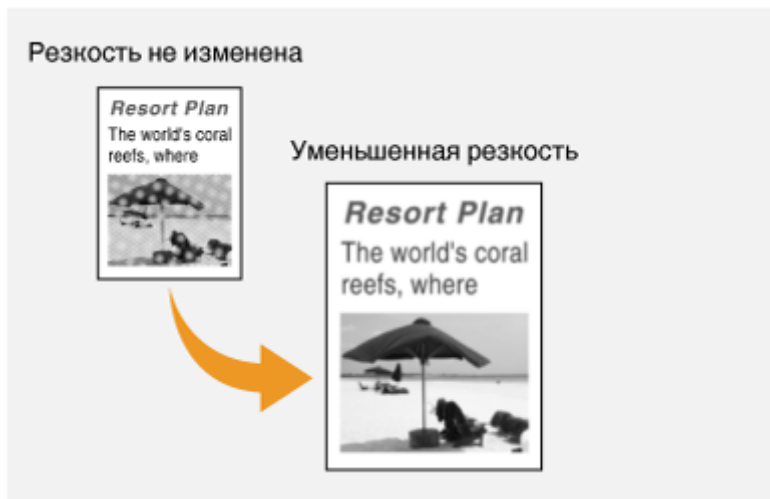 Резкость не изменена
Resort Plan
The world's coral
reefs, where
Уменьшенная резкость
Resort Plan
The world's coral
reefs, where